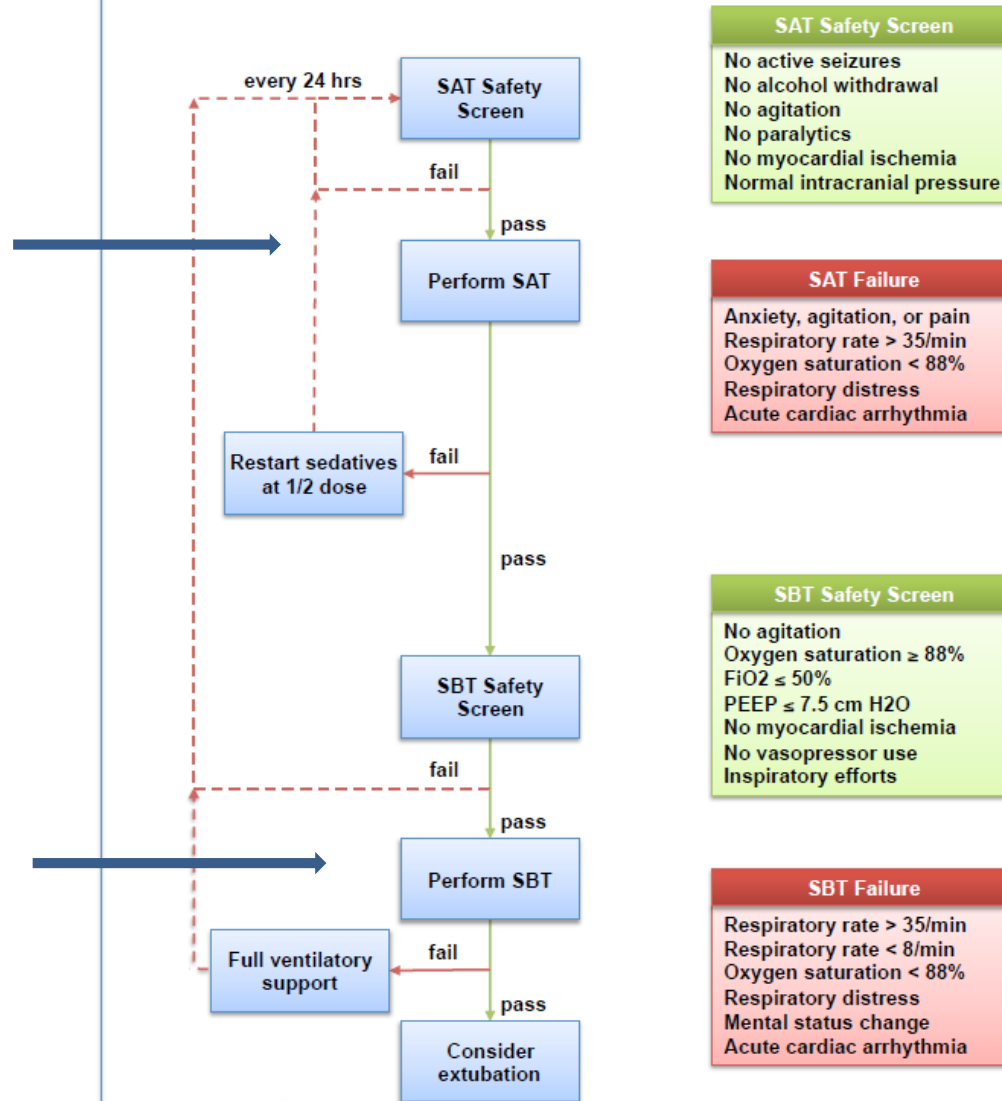 SAT Safety Screen
No active seizures
No alcohol withdrawal
No agitation
No paralytics
No myocardial ischemia
Normal intracranial pressure
every 24 hrs
SAT Safety
Screen
fail
pass
Perform SAT
SAT Failure
Anxiety, agitation, or pain
Respiratory rate > 35/min
Oxygen saturation < 88%
Respiratory distress
Acute cardiac arrhythmia
Restart sedatives
at 1/2 dose
fail
pass
SBT Safety Screen
No agitation
Oxygen saturation ≥ 88%
FiO2 ≤ 50%
PEEP ≤ 7.5 cm H2O
No myocardial ischemia
No vasopressor use
Inspiratory efforts
SBT Safety
Screen
fail
pass
Perform SBT
SBT Failure
Respiratory rate > 35/min
Respiratory rate < 8/min
Oxygen saturation < 88%
Respiratory distress
Mental status change
Acute cardiac arrhythmia
Full ventilatory
support
fail
pass
Consider
extubation